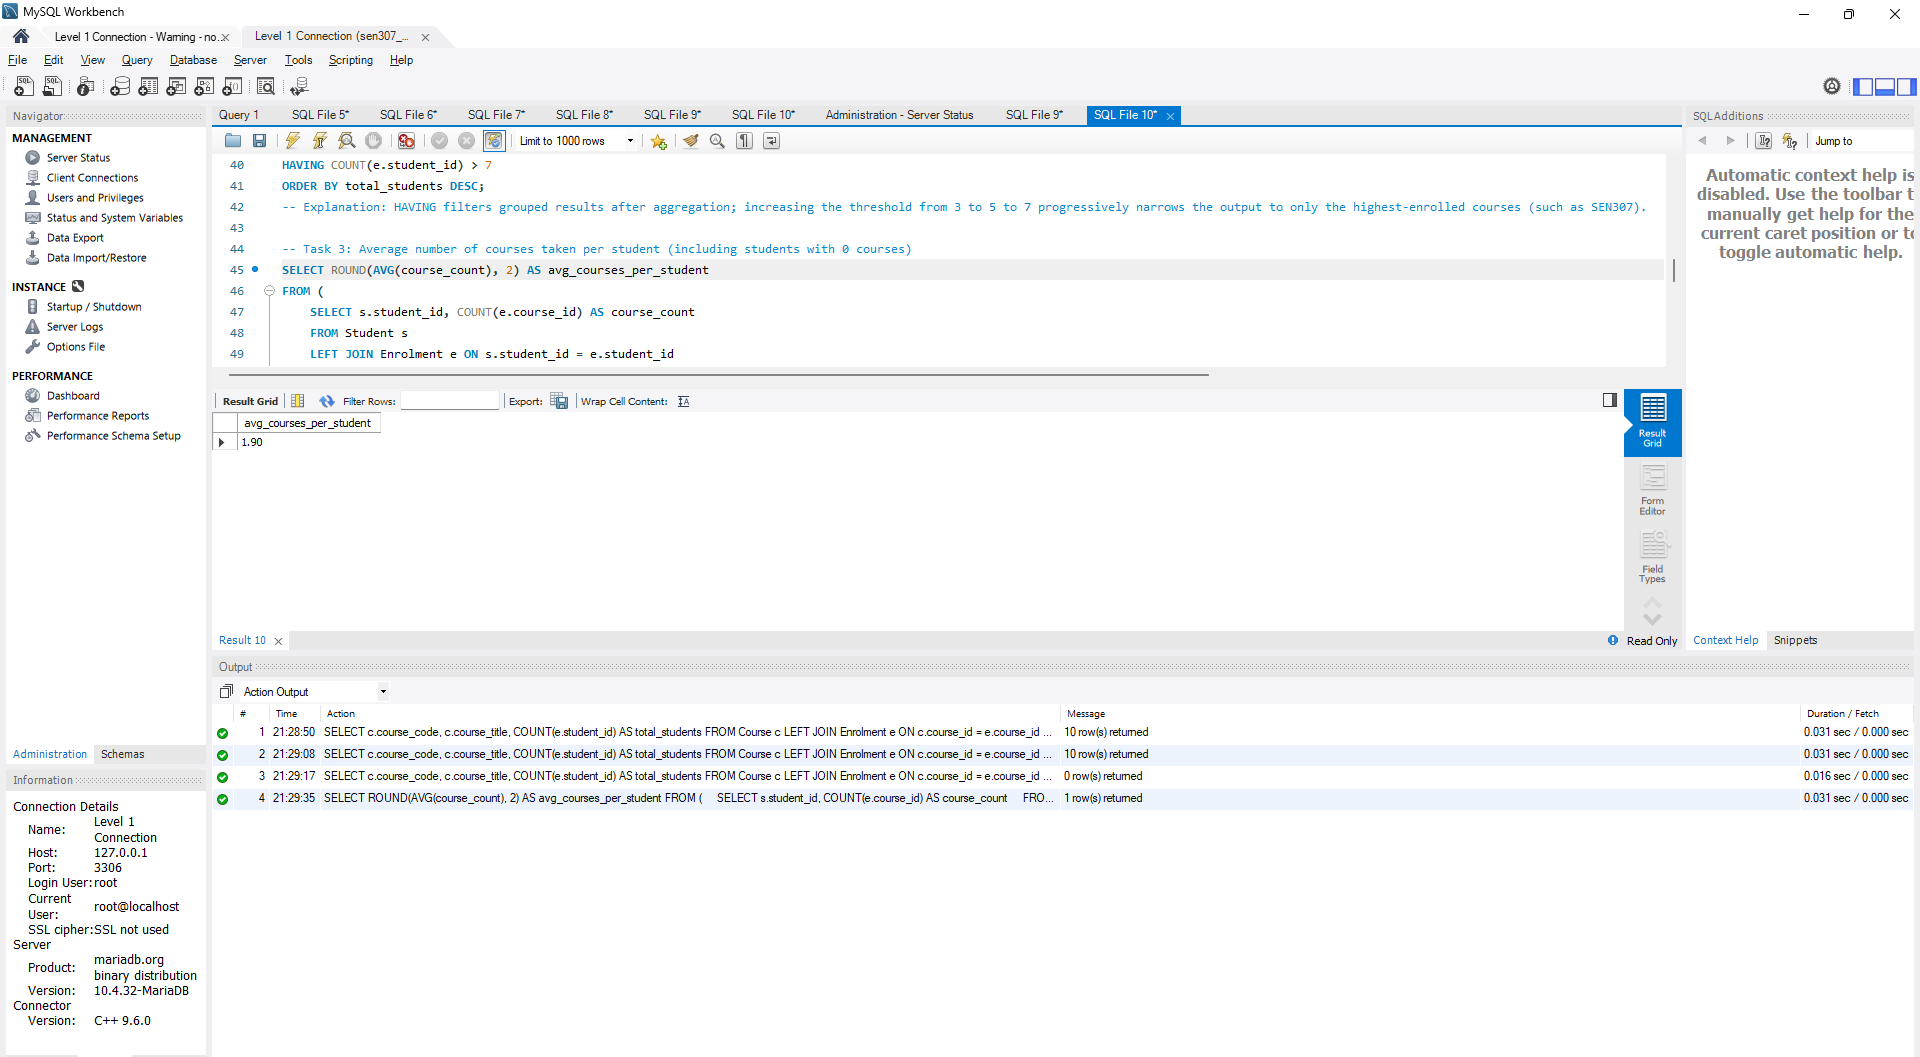 MySQL Workbench
Level 1 Connection - Warning - no...
Level 1 Connection (sen307_...
File Edit View Query Database Server Tools Scripting Help
Navigator
MANAGEMENT
Server Status
Client Connections
Users and Privileges
Status and System Variables
Data Export
Data Import/Restore
INSTANCE
Startup / Shutdown
Server Logs
Options File
PERFORMANCE
Dashboard
Performance Reports
Performance Schema Setup
Administration Schemas
Information
Connection Details
Name: Level 1 Connection
Host: 127.0.0.1
Port: 3306
Login User: root
Current User: root@localhost
SSL cipher: SSL not used
Server
Product: mariadb.org binary distribution
Version: 10.4.32-MariaDB
Connector
Version: C++ 9.6.0
Query 1 SQL File 5* SQL File 6* SQL File 7* SQL File 8* SQL File 9* SQL File 10* Administration - Server Status SQL File 9* SQL File 10*
Limit to 1000 rows
40 HAVING COUNT(e.student_id) > 7
41 ORDER BY total_students DESC;
42 -- Explanation: HAVING filters grouped results after aggregation; increasing the threshold from 3 to 5 to 7 progressively narrows the output to only the highest-enrolled courses (such as SEN307).
43
44 -- Task 3: Average number of courses taken per student (including students with 0 courses)
45 SELECT ROUND(AVG(course_count), 2) AS avg_courses_per_student
46 FROM (
47 SELECT s.student_id, COUNT(e.course_id) AS course_count
48 FROM Student s
49 LEFT JOIN Enrolment e ON s.student_id = e.student_id
Result Grid Filter Rows: Export: Wrap Cell Content:
avg_courses_per_student
1.90
Result Grid
Form Editor
Field Types
Result 10
Read Only
SQLAdditions
Jump to
Automatic context help is
disabled. Use the toolbar t
manually get help for the
current caret position or to
toggle automatic help.
Context Help Snippets
Output
Action Output
# Time Action Message Duration / Fetch
1 21:28:50 SELECT c.course_code, c.course_title, COUNT(e.student_id) AS total_students FROM Course c LEFT JOIN Enrolment e ON c.course_id = e.course_id ... 10 row(s) returned 0.031 sec / 0.000 sec
2 21:29:08 SELECT c.course_code, c.course_title, COUNT(e.student_id) AS total_students FROM Course c LEFT JOIN Enrolment e ON c.course_id = e.course_id ... 10 row(s) returned 0.031 sec / 0.000 sec
3 21:29:17 SELECT c.course_code, c.course_title, COUNT(e.student_id) AS total_students FROM Course c LEFT JOIN Enrolment e ON c.course_id = e.course_id ... 0 row(s) returned 0.016 sec / 0.000 sec
4 21:29:35 SELECT ROUND(AVG(course_count), 2) AS avg_courses_per_student FROM ( SELECT s.student_id, COUNT(e.course_id) AS course_count FRO... 1 row(s) returned 0.031 sec / 0.000 sec